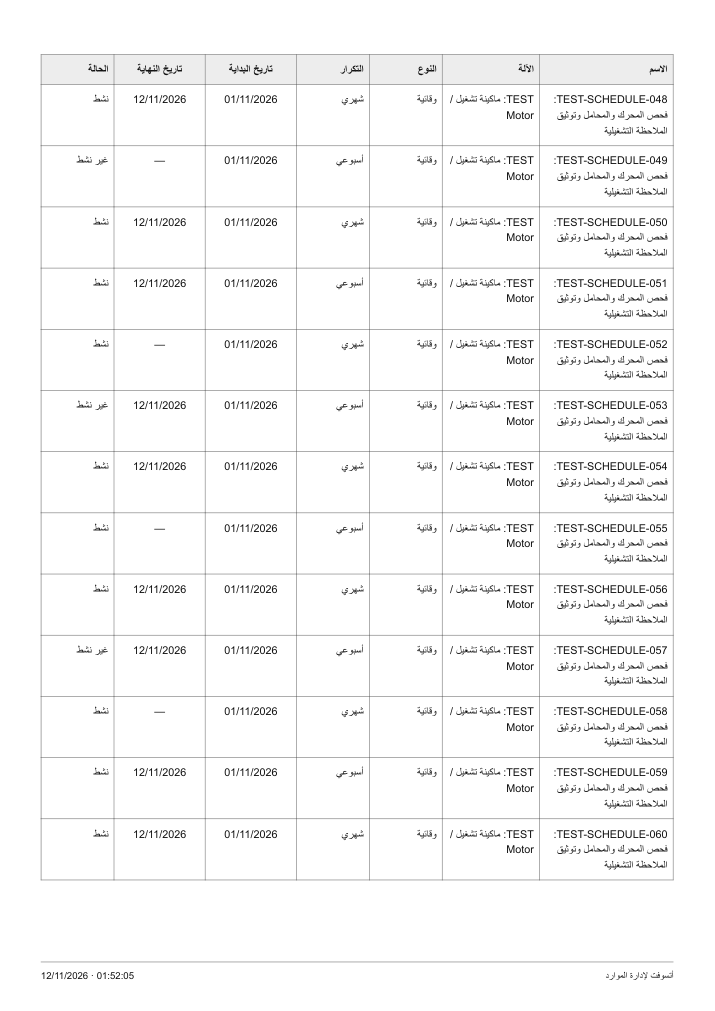 الاسم الآلة النوع التكرار تاريخ البداية تاريخ النهاية الحالة
TEST-SCHEDULE-048: TEST: ماكينة تشغيل / وقائية شهري 01/11/2026 12/11/2026 نشط
فحص المحرك والمحامل وتوثيق Motor
الملاحظة التشغيلية
TEST-SCHEDULE-049: TEST: ماكينة تشغيل / وقائية أسبوعي 01/11/2026 — غير نشط
فحص المحرك والمحامل وتوثيق Motor
الملاحظة التشغيلية
TEST-SCHEDULE-050: TEST: ماكينة تشغيل / وقائية شهري 01/11/2026 12/11/2026 نشط
فحص المحرك والمحامل وتوثيق Motor
الملاحظة التشغيلية
TEST-SCHEDULE-051: TEST: ماكينة تشغيل / وقائية أسبوعي 01/11/2026 12/11/2026 نشط
فحص المحرك والمحامل وتوثيق Motor
الملاحظة التشغيلية
TEST-SCHEDULE-052: TEST: ماكينة تشغيل / وقائية شهري 01/11/2026 — نشط
فحص المحرك والمحامل وتوثيق Motor
الملاحظة التشغيلية
TEST-SCHEDULE-053: TEST: ماكينة تشغيل / وقائية أسبوعي 01/11/2026 12/11/2026 غير نشط
فحص المحرك والمحامل وتوثيق Motor
الملاحظة التشغيلية
TEST-SCHEDULE-054: TEST: ماكينة تشغيل / وقائية شهري 01/11/2026 12/11/2026 نشط
فحص المحرك والمحامل وتوثيق Motor
الملاحظة التشغيلية
TEST-SCHEDULE-055: TEST: ماكينة تشغيل / وقائية أسبوعي 01/11/2026 — نشط
فحص المحرك والمحامل وتوثيق Motor
الملاحظة التشغيلية
TEST-SCHEDULE-056: TEST: ماكينة تشغيل / وقائية شهري 01/11/2026 12/11/2026 نشط
فحص المحرك والمحامل وتوثيق Motor
الملاحظة التشغيلية
TEST-SCHEDULE-057: TEST: ماكينة تشغيل / وقائية أسبوعي 01/11/2026 12/11/2026 غير نشط
فحص المحرك والمحامل وتوثيق Motor
الملاحظة التشغيلية
TEST-SCHEDULE-058: TEST: ماكينة تشغيل / وقائية شهري 01/11/2026 — نشط
فحص المحرك والمحامل وتوثيق Motor
الملاحظة التشغيلية
TEST-SCHEDULE-059: TEST: ماكينة تشغيل / وقائية أسبوعي 01/11/2026 12/11/2026 نشط
فحص المحرك والمحامل وتوثيق Motor
الملاحظة التشغيلية
TEST-SCHEDULE-060: TEST: ماكينة تشغيل / وقائية شهري 01/11/2026 12/11/2026 نشط
فحص المحرك والمحامل وتوثيق Motor
الملاحظة التشغيلية
أتسوفت لإدارة الموارد 12/11/2026 · 01:52:05